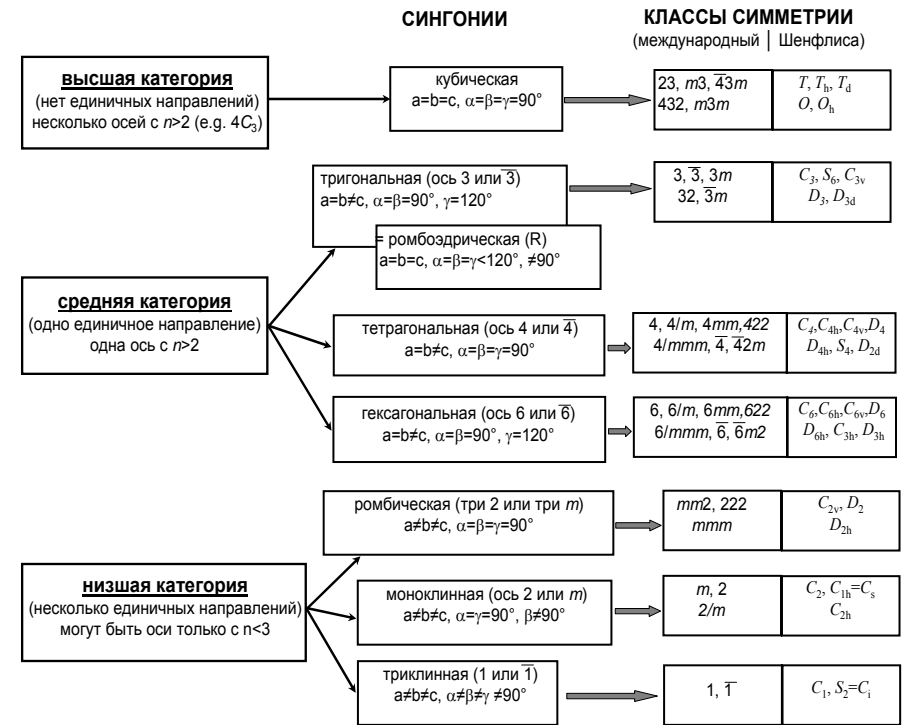 СИНГОНИИ
КЛАССЫ СИММЕТРИИ
(международный | Шенфлиса)
высшая категория
(нет единичных направлений)
несколько осей с n>2 (e.g. 4C₃)
кубическая
a=b=c, α=β=γ=90°
23, m3, 4̅3m
432, m3m
T, Tₕ, T_d
O, Oₕ
тригональная (ось 3 или 3̅)
a=b≠c, α=β=90°, γ=120°
= ромбоэдрическая (R)
a=b=c, α=β=γ<120°, ≠90°
3, 3̅, 3m
32, 3̅m
C₃, S₆, C₃ᵥ
D₃, D_3d
средняя категория
(одно единичное направление)
одна ось с n>2
тетрагональная (ось 4 или 4̅)
a=b≠c, α=β=γ=90°
4, 4/m, 4mm,422
4/mmm, 4̅, 4̅2m
C₄,C₄ₕ,C₄ᵥ,D₄
D₄ₕ, S₄, D_2d
гексагональная (ось 6 или 6̅)
a=b≠c, α=β=90°, γ=120°
6, 6/m, 6mm,622
6/mmm, 6̅, 6̅m2
C₆,C₆ₕ,C₆ᵥ,D₆
D₆ₕ, C₃ₕ, D₃ₕ
низшая категория
(несколько единичных направлений)
могут быть оси только с n<3
ромбическая (три 2 или три m)
a≠b≠c, α=β=γ=90°
mm2, 222
mmm
C₂ᵥ, D₂
D₂ₕ
моноклинная (ось 2 или m)
a≠b≠c, α=γ=90°, β≠90°
m, 2
2/m
C₂, C₁ₕ=Cₛ
C₂ₕ
триклинная (1 или 1̅)
a≠b≠c, α≠β≠γ ≠90°
1, 1̅
C₁, S₂=Cᵢ